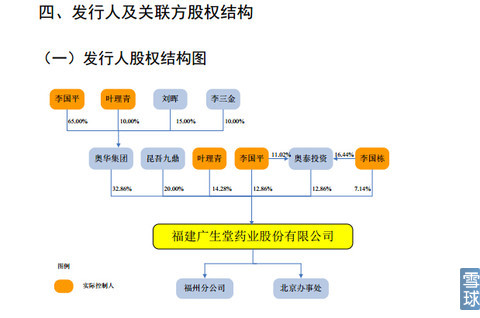 四、发行人及关联方股权结构
（一）发行人股权结构图
李国平 叶理青 刘晖 李三金
65.00% 10.00% 15.00% 10.00%
奥华集团 昆吾九鼎 叶理青 李国平 11.02% 奥泰投资 16.44% 李国栋
32.86% 20.00% 14.28% 12.86% 12.86% 7.14%
福建广生堂药业股份有限公司
图例
实际控制人
福州分公司 北京办事处
雪球